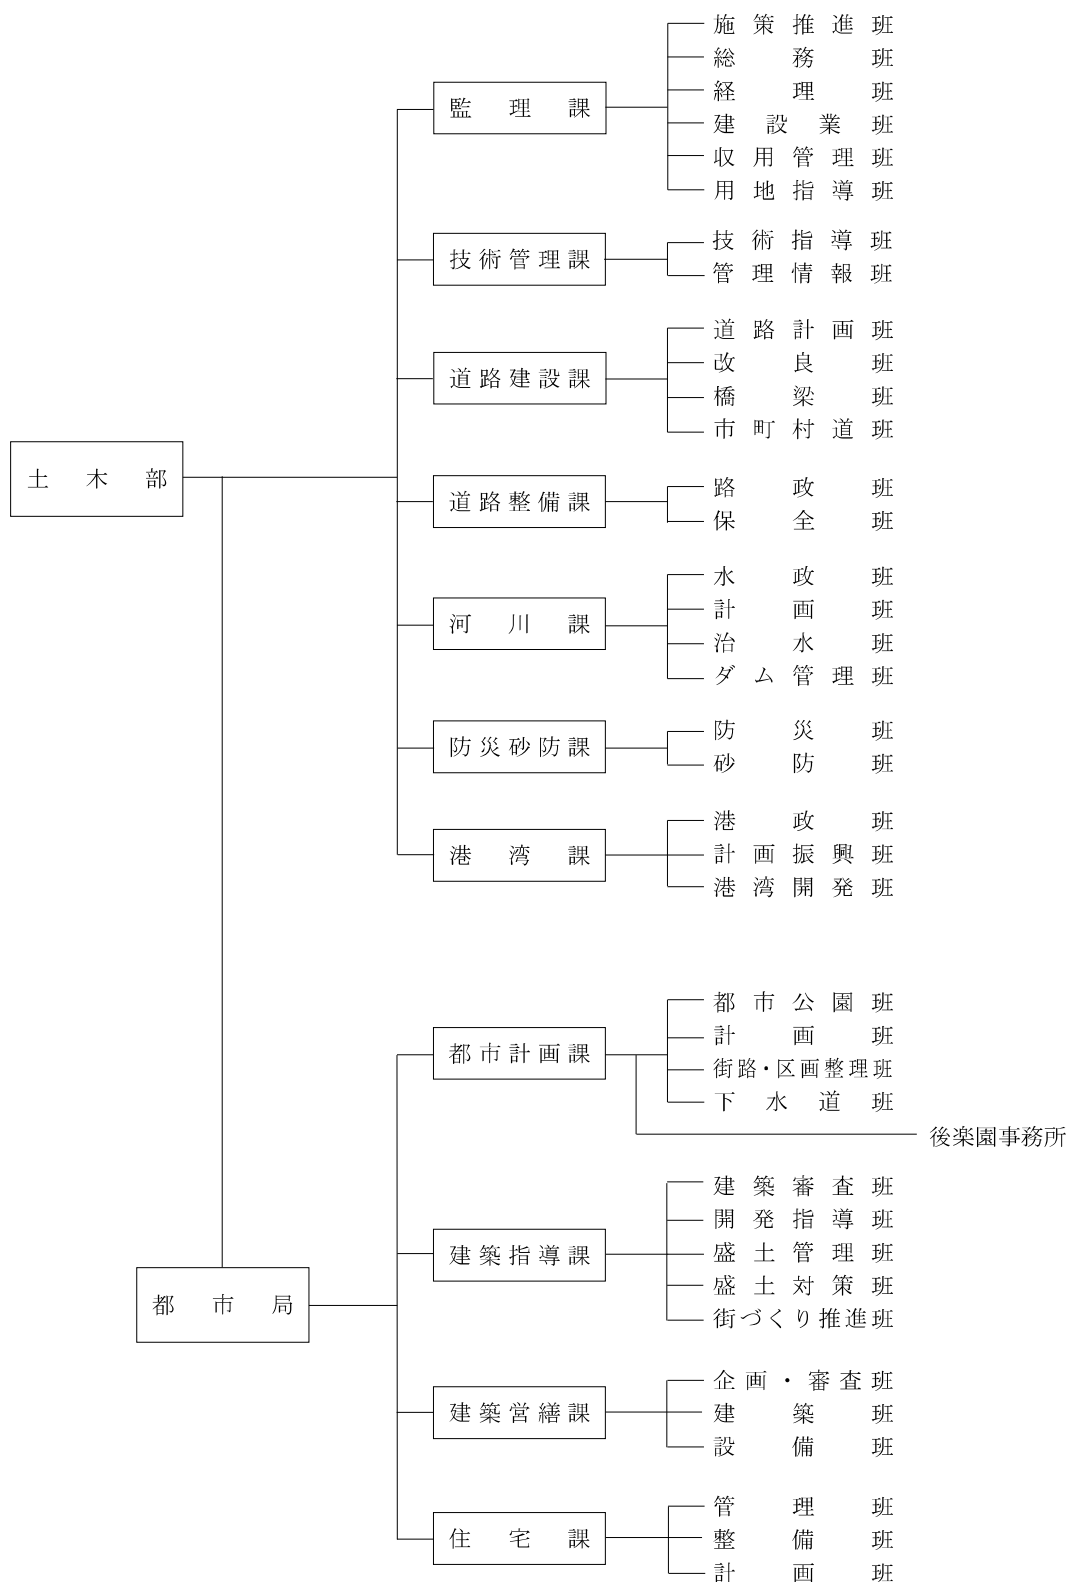 土木部
監理課
施策推進班
総務班
経理班
建設業班
収用管理班
用地指導班
技術管理課
技術指導班
管理情報班
道路建設課
道路計画班
改良班
橋梁班
市町村道班
道路整備課
路政班
保全班
河川課
水政班
計画班
治水班
ダム管理班
防災砂防課
防災班
砂防班
港湾課
港政班
計画振興班
港湾開発班
都市局
都市計画課
都市公園班
計画班
街路・区画整理班
下水道班
後楽園事務所
建築指導課
建築審査班
開発指導班
盛土管理班
盛土対策班
街づくり推進班
建築営繕課
企画・審査班
建築班
設備班
住宅課
管理班
整備班
計画班